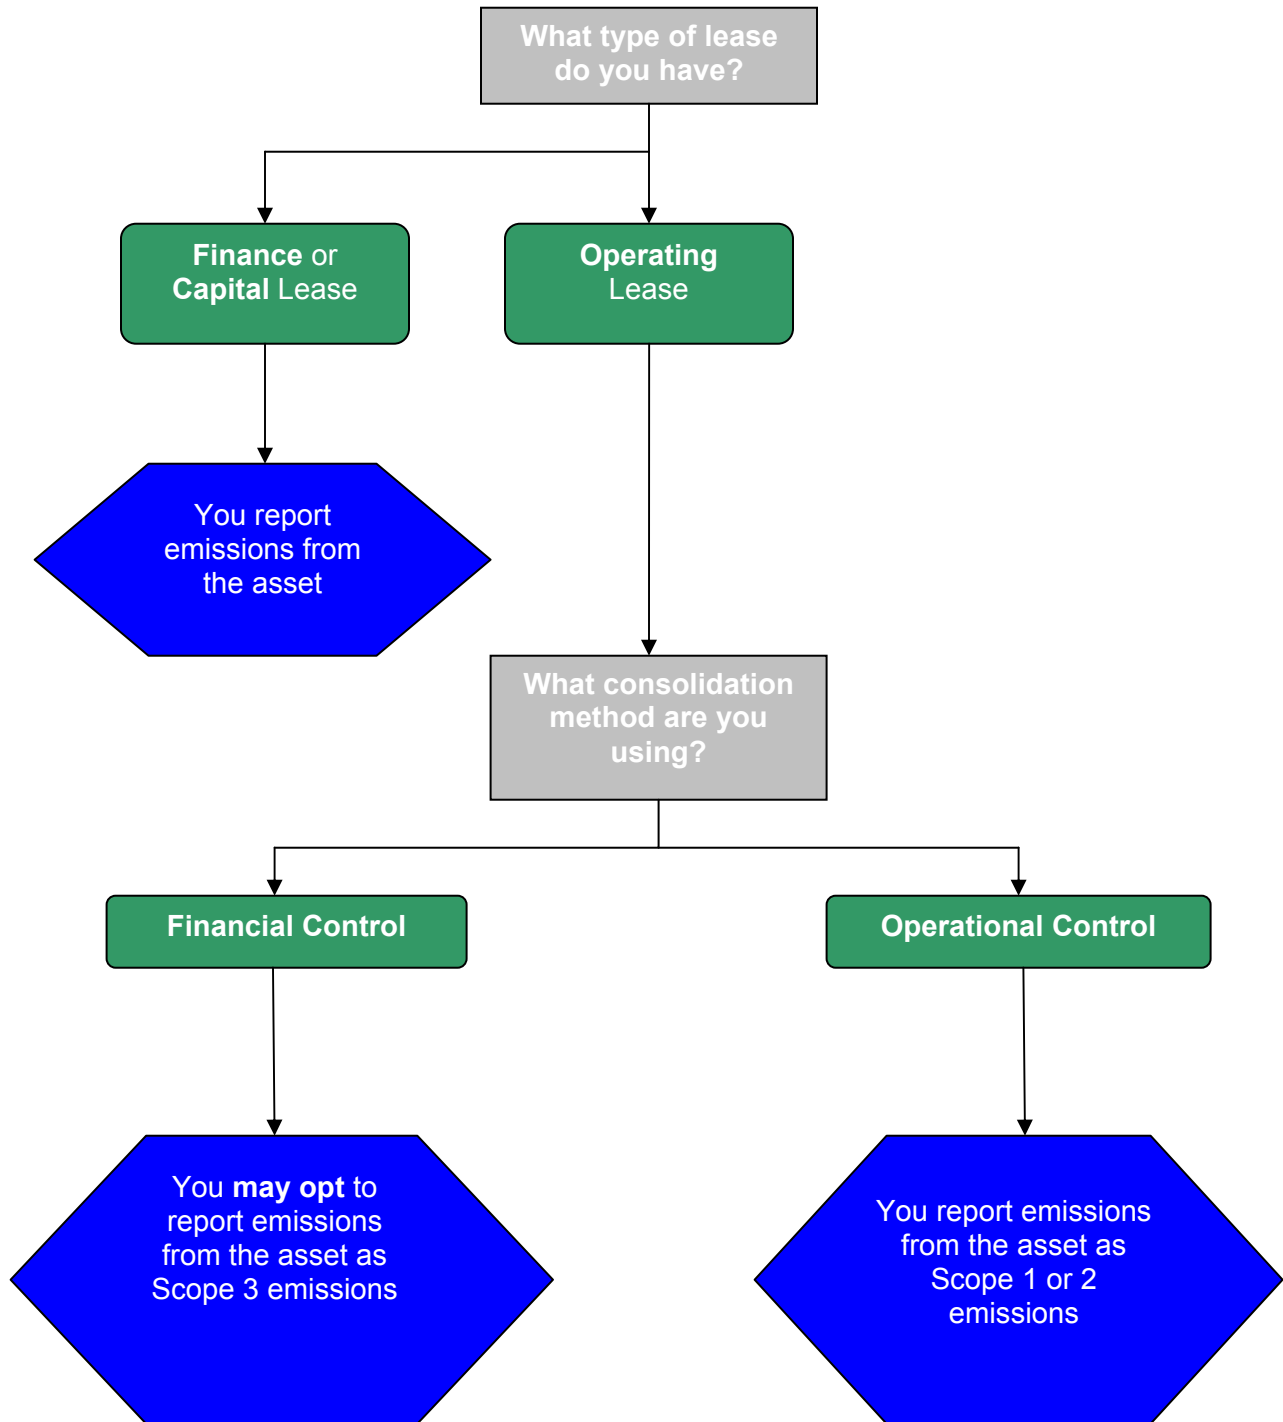 What type of lease
do you have?
Finance or
Capital Lease
Operating
Lease
You report
emissions from
the asset
What consolidation
method are you
using?
Financial Control
Operational Control
You may opt to
report emissions
from the asset as
Scope 3 emissions
You report emissions
from the asset as
Scope 1 or 2
emissions